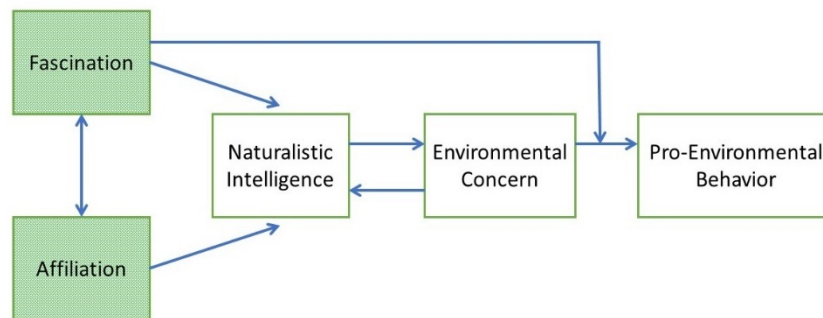 Fascination
Naturalistic
Intelligence
Environmental
Concern
Pro-Environmental
Behavior
Affiliation